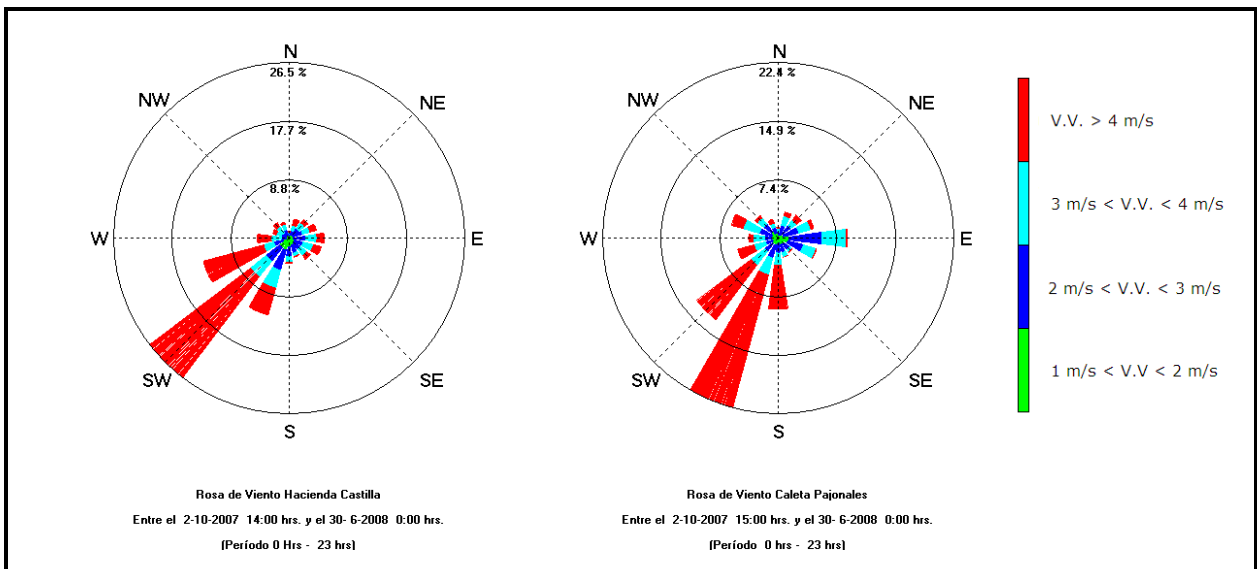 N
26.5 %
NW
NE
17.7 %
8.8 %
W
E
SW
SE
S
Rosa de Viento Hacienda Castilla
Entre el 2-10-2007 14:00 hrs. y el 30- 6-2008 0:00 hrs.
(Período 0 Hrs - 23 hrs)
N
22.4 %
NW
NE
14.9 %
7.4 %
W
E
SW
SE
S
Rosa de Viento Caleta Pajonales
Entre el 2-10-2007 15:00 hrs. y el 30- 6-2008 0:00 hrs.
(Período 0 hrs - 23 hrs)
V.V. > 4 m/s
3 m/s < V.V. < 4 m/s
2 m/s < V.V. < 3 m/s
1 m/s < V.V < 2 m/s